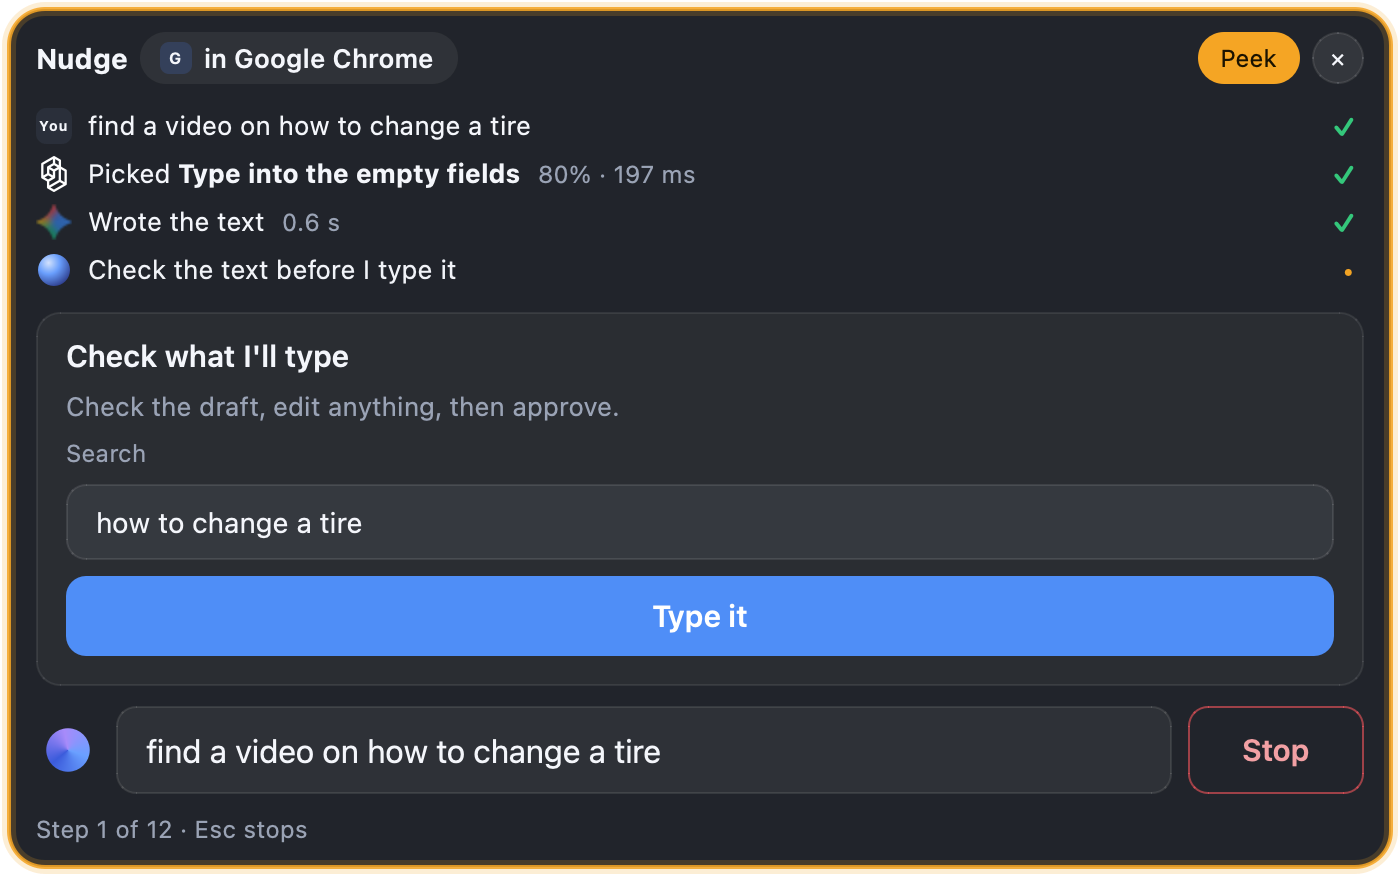 Nudge G in Google Chrome Peek ×
You find a video on how to change a tire
Picked Type into the empty fields 80% · 197 ms
Wrote the text 0.6 s
Check the text before I type it
Check what I'll type
Check the draft, edit anything, then approve.
Search
how to change a tire
Type it
find a video on how to change a tire Stop
Step 1 of 12 · Esc stops